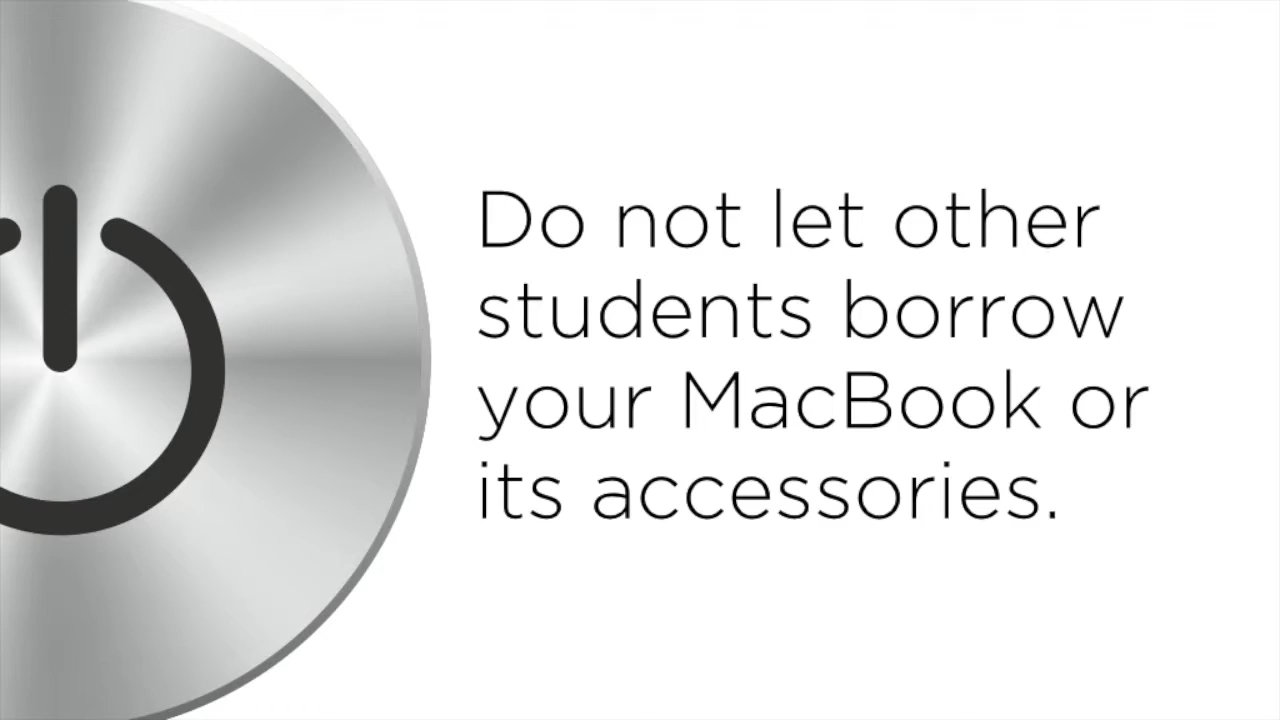 Do not let other
students borrow
your MacBook or
its accessories.